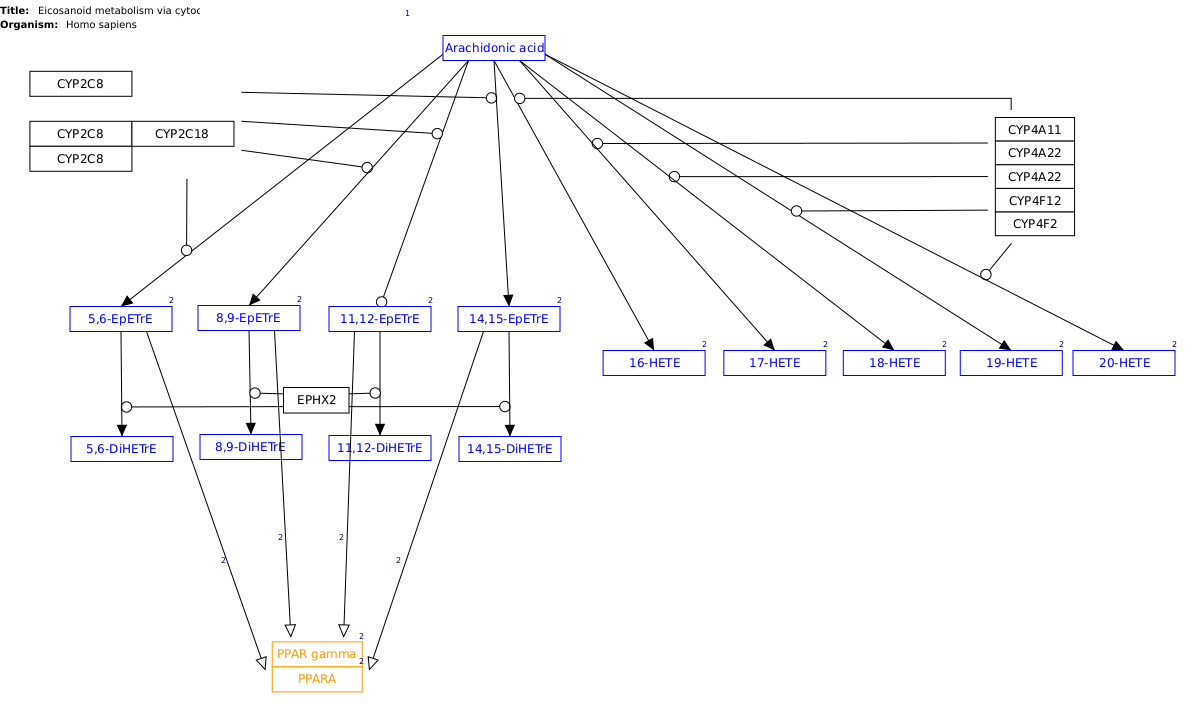 Title: Eicosanoid metabolism via cytoc
Organism: Homo sapiens
1
Arachidonic acid
CYP2C8
CYP2C8 CYP2C18
CYP2C8
CYP4A11
CYP4A22
CYP4A22
CYP4F12
CYP4F2
2 2 2 2
5,6-EpETrE 8,9-EpETrE 11,12-EpETrE 14,15-EpETrE
2 2 2 2 2
16-HETE 17-HETE 18-HETE 19-HETE 20-HETE
EPHX2
5,6-DiHETrE 8,9-DiHETrE 11,12-DiHETrE 14,15-DiHETrE
2 2
2 2
2
PPAR gamma
2
PPARA